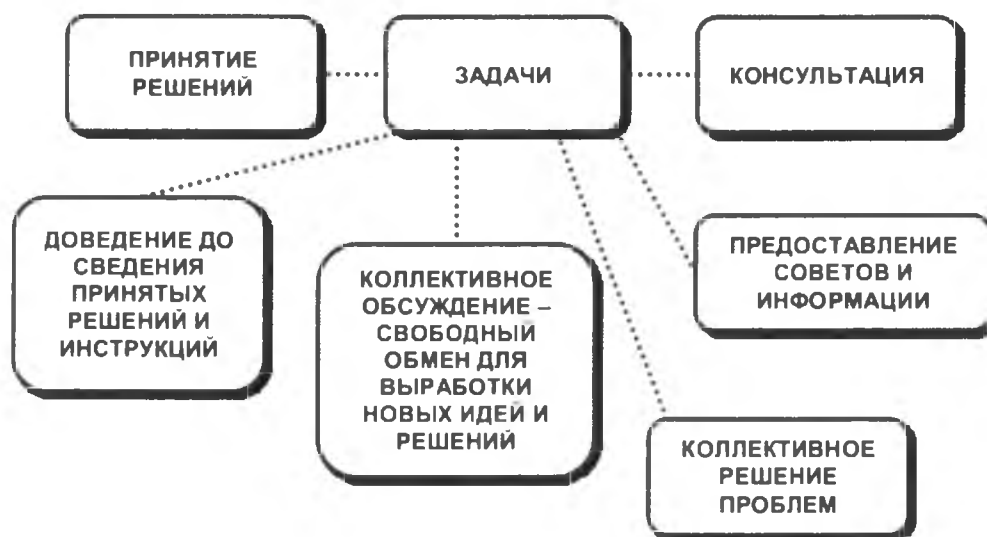 ПРИНЯТИЕ
РЕШЕНИЙ
ЗАДАЧИ
КОНСУЛЬТАЦИЯ
ДОВЕДЕНИЕ ДО
СВЕДЕНИЯ
ПРИНЯТЫХ
РЕШЕНИЙ И
ИНСТРУКЦИЙ
КОЛЛЕКТИВНОЕ
ОБСУЖДЕНИЕ –
СВОБОДНЫЙ
ОБМЕН ДЛЯ
ВЫРАБОТКИ
НОВЫХ ИДЕЙ И
РЕШЕНИЙ
ПРЕДОСТАВЛЕНИЕ
СОВЕТОВ И
ИНФОРМАЦИИ
КОЛЛЕКТИВНОЕ
РЕШЕНИЕ
ПРОБЛЕМ